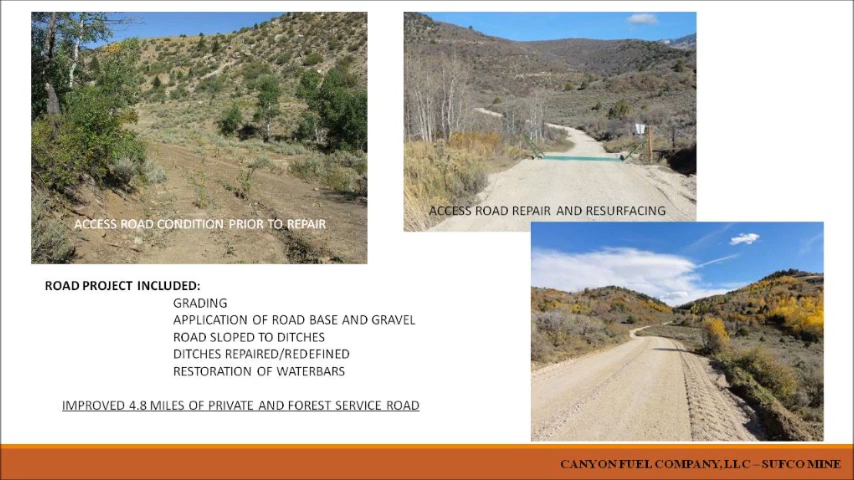 ACCESS ROAD CONDITION PRIOR TO REPAIR
ACCESS ROAD REPAIR AND RESURFACING
ROAD PROJECT INCLUDED:
GRADING
APPLICATION OF ROAD BASE AND GRAVEL
ROAD SLOPED TO DITCHES
DITCHES REPAIRED/REDEFINED
RESTORATION OF WATERBARS
IMPROVED 4.8 MILES OF PRIVATE AND FOREST SERVICE ROAD
CANYON FUEL COMPANY, LLC – SUFCO MINE